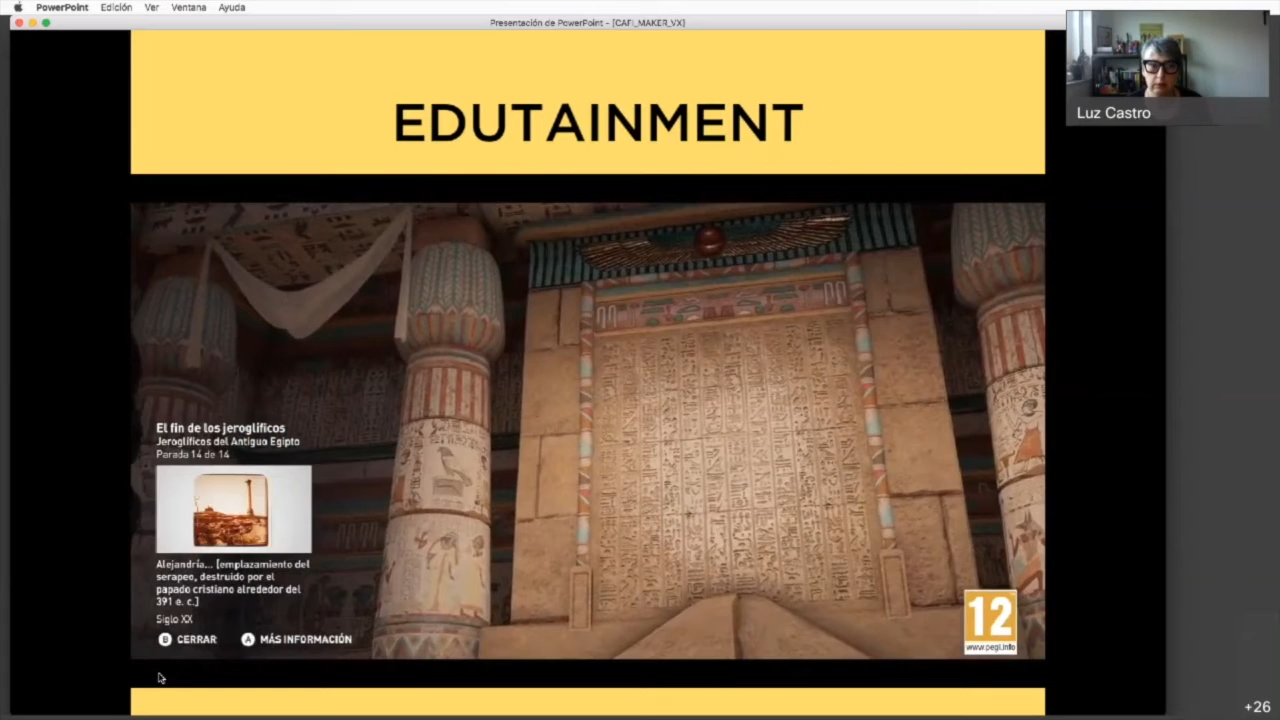 PowerPoint Edición Ver Ventana Ayuda
Presentación de PowerPoint - [CAFI_MAKER_VX]
Luz Castro
EDUTAINMENT
El fin de los jeroglíficos
Jeroglíficos del Antiguo Egipto
Parada 14 de 14
Alejandría... [emplazamiento del
serapeo, destruido por el
papado cristiano alrededor del
391 e. c.]
Siglo XX
B CERRAR A MÁS INFORMACIÓN
12
www.pegi.info
+26